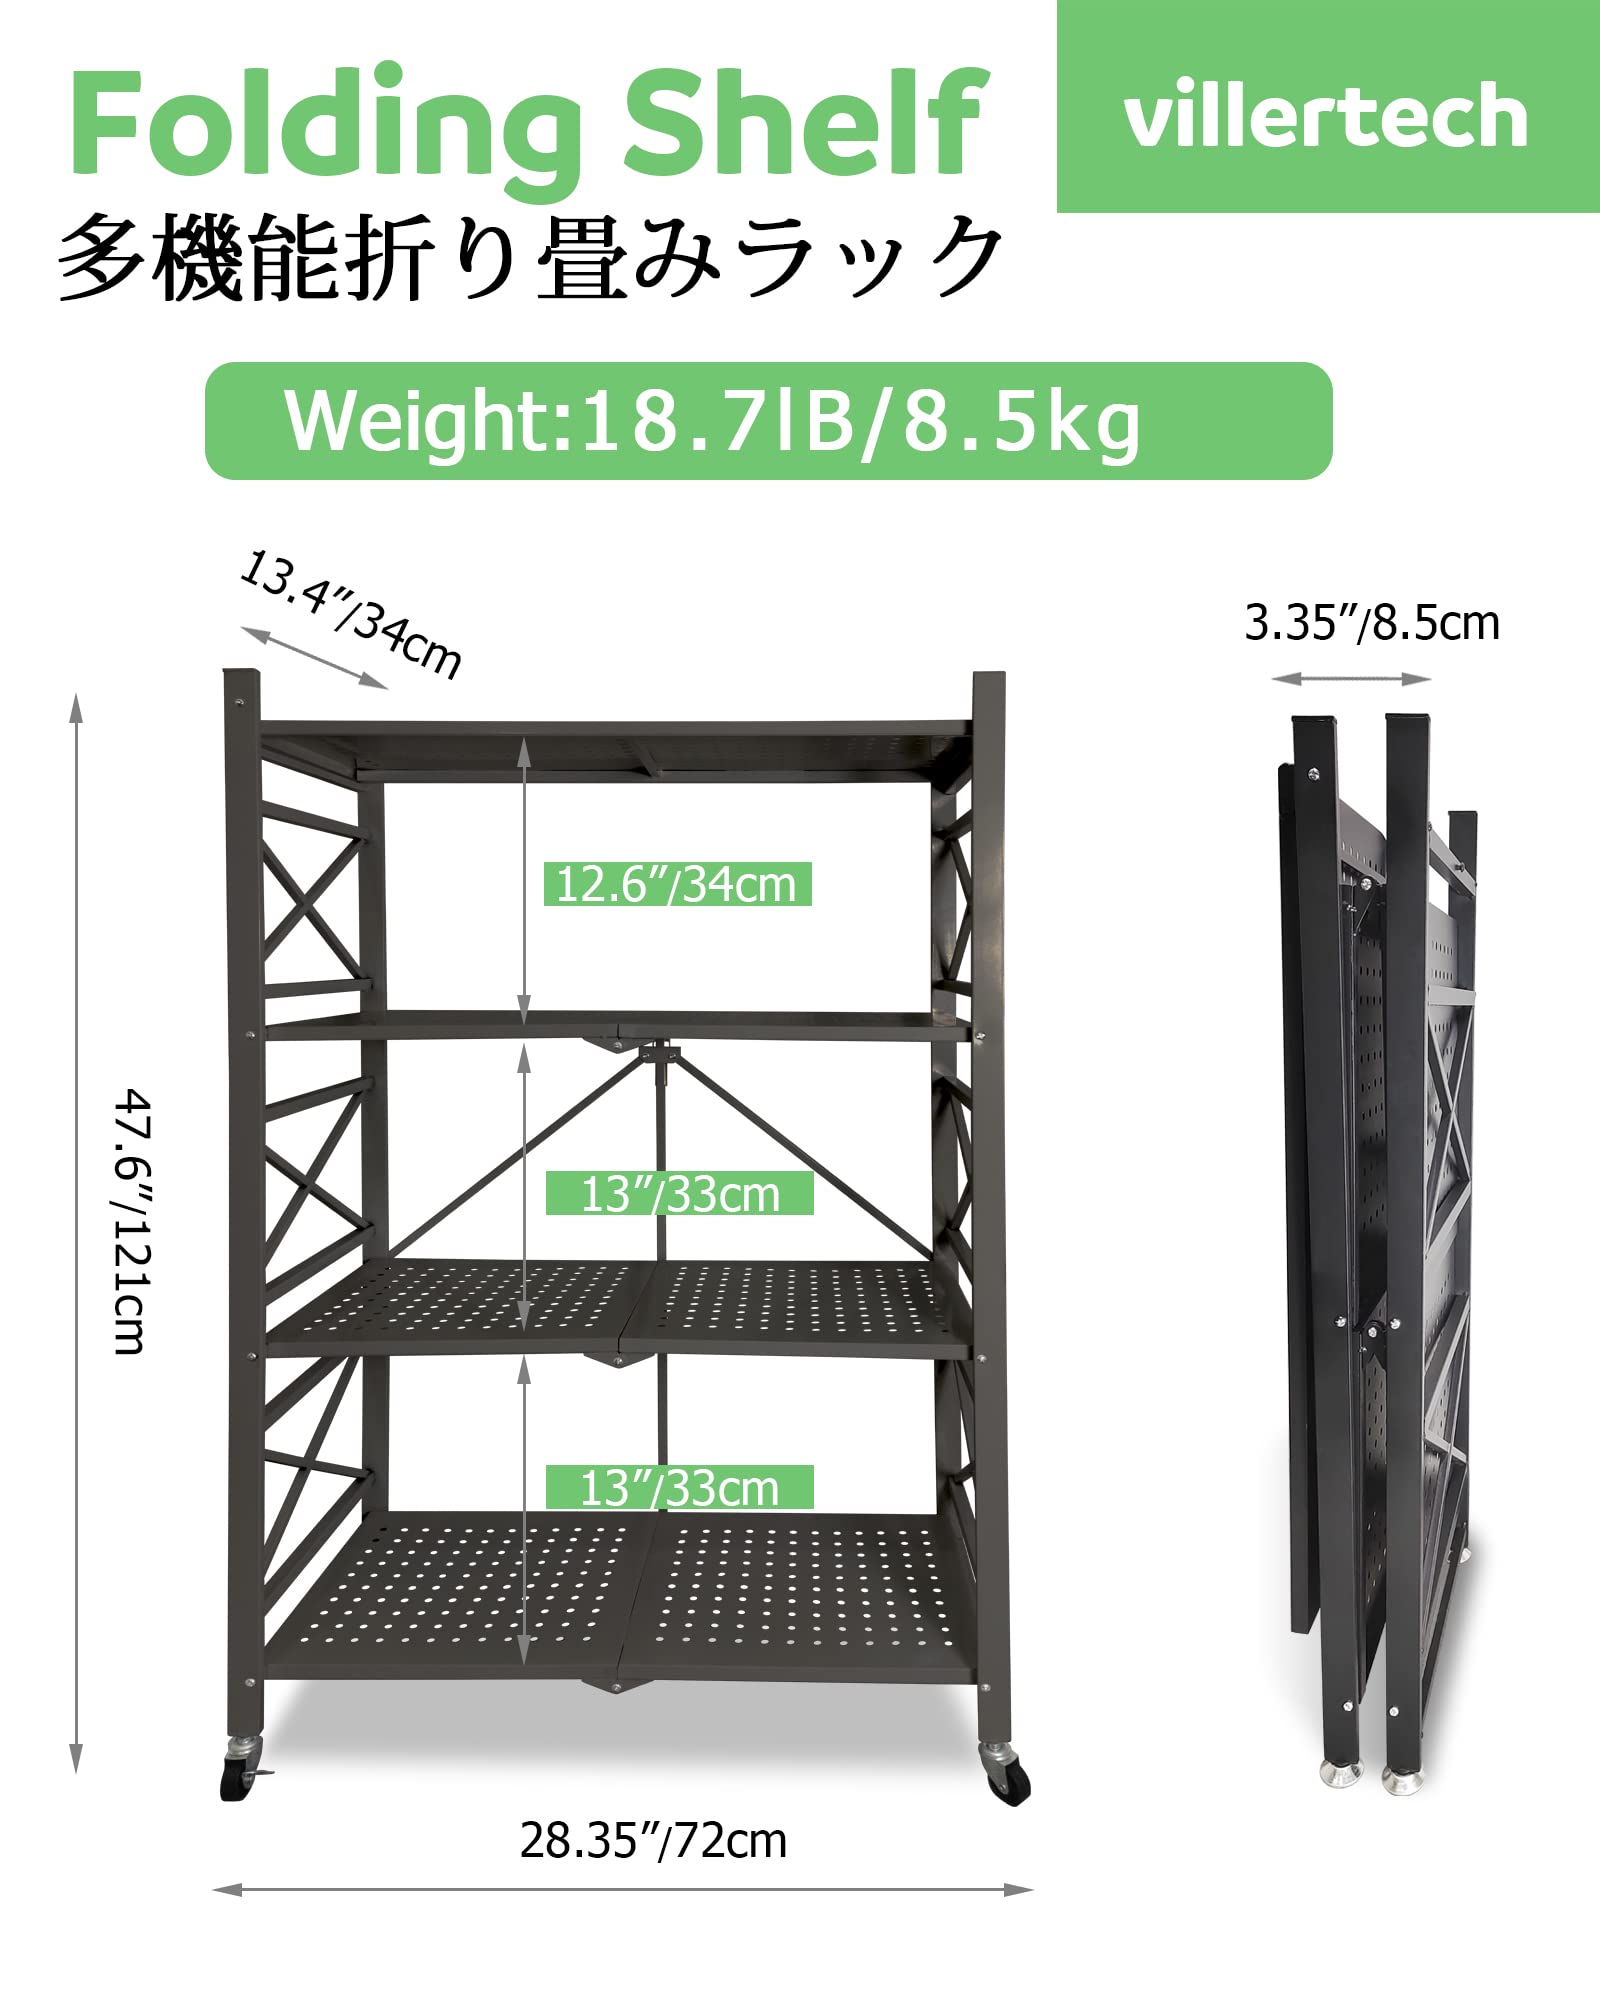 Folding Shelf
villertech
多機能折り畳みラック
Weight:18.7lB/8.5kg
13.4”/34cm
3.35”/8.5cm
12.6”/34cm
47.6”/121cm
13”/33cm
13”/33cm
28.35”/72cm